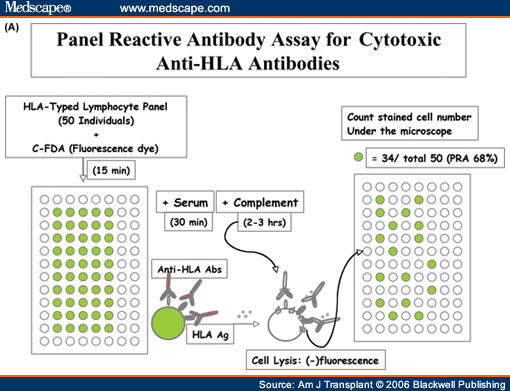 Medscape® www.medscape.com
(A)
Panel Reactive Antibody Assay for Cytotoxic
Anti-HLA Antibodies
HLA-Typed Lymphocyte Panel
(50 Individuals)
+
C-FDA (Fluorescence dye)
(15 min)
+ Serum
(30 min)
+ Complement
(2-3 hrs)
Anti-HLA Abs
HLA Ag
Cell Lysis: (-)fluorescence
Count stained cell number
Under the microscope
= 34/ total 50 (PRA 68%)
Source: Am J Transplant © 2006 Blackwell Publishing